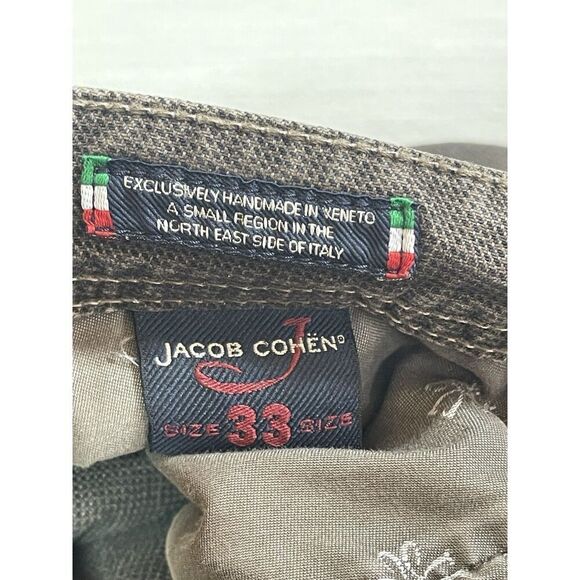 EXCLUSIVELY HANDMADE IN VENETO
A SMALL REGION IN THE
NORTH EAST SIDE OF ITALY
J
JACOB COHËN®
SIZE 33 SIZE